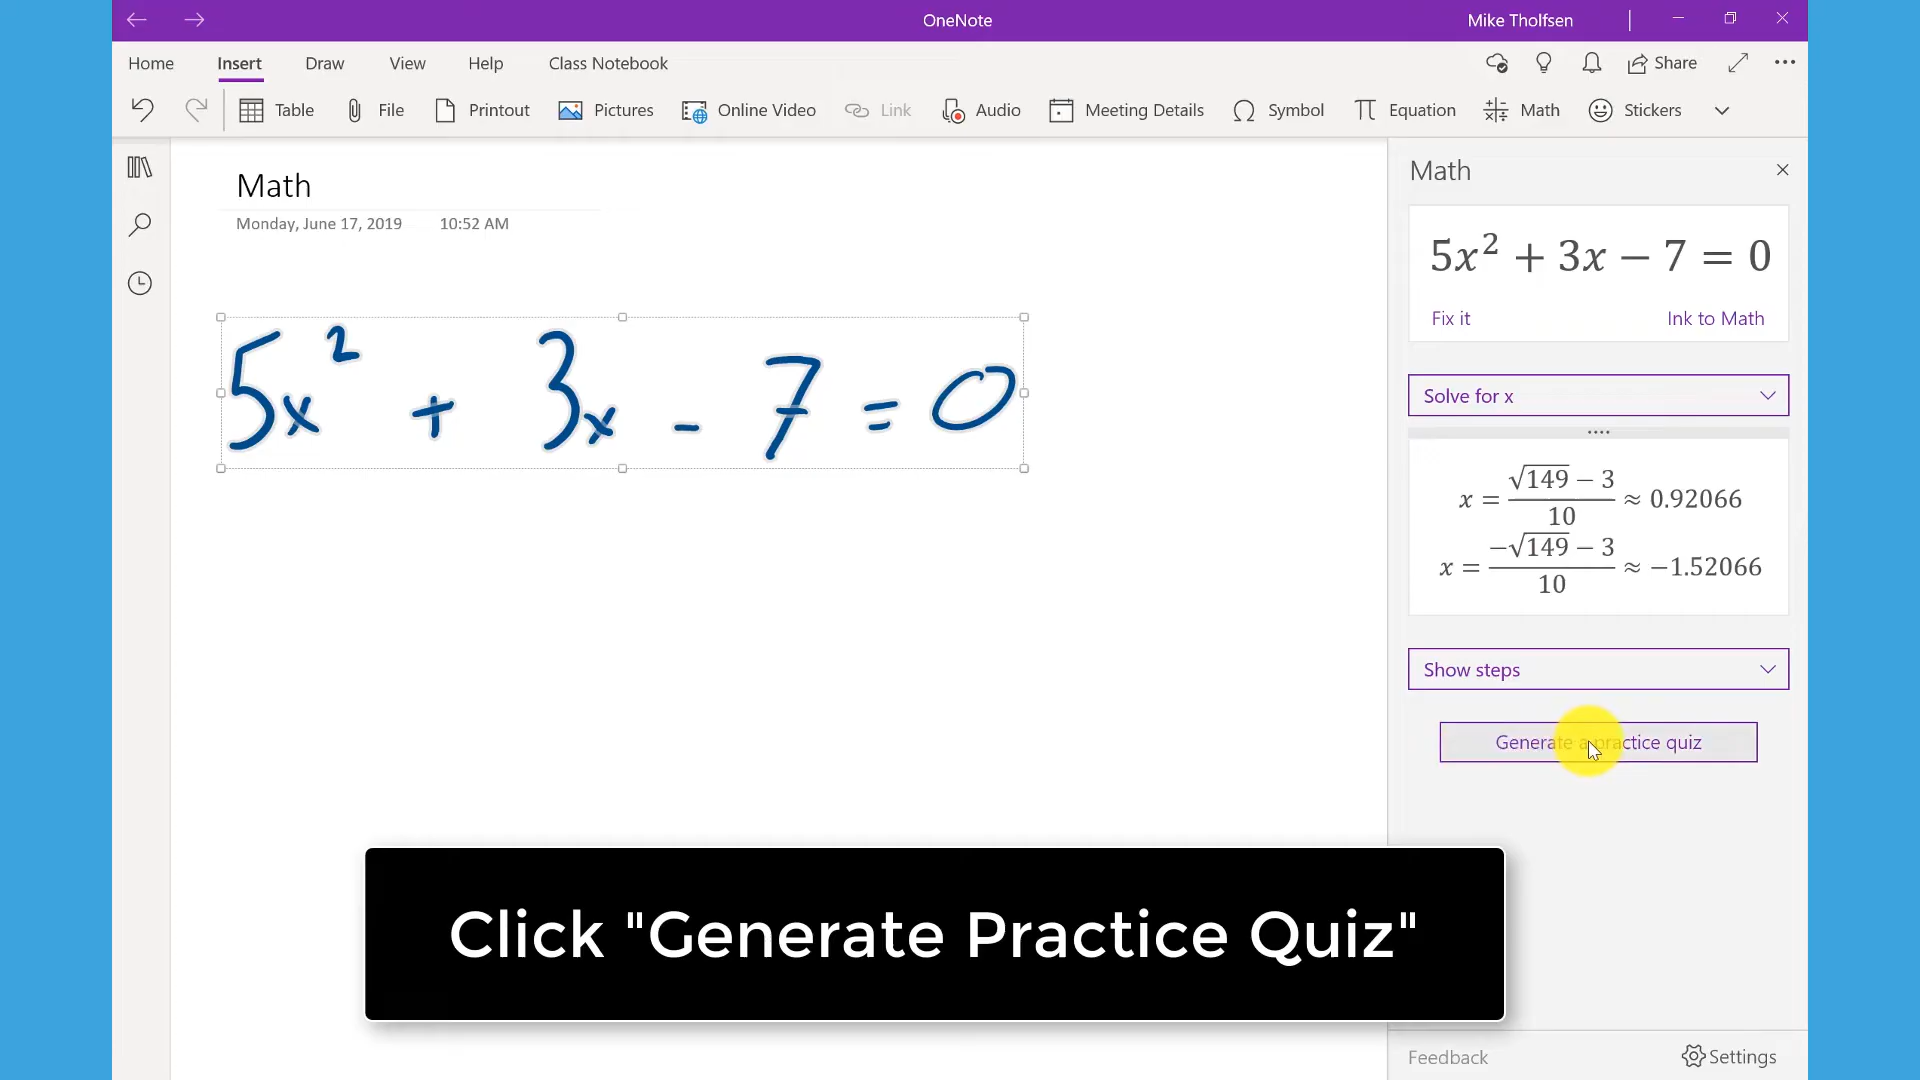 OneNote
Mike Tholfsen
Home Insert Draw View Help Class Notebook
Share
Table File Printout Pictures Online Video Link Audio Meeting Details Symbol Equation Math Stickers
Math
Monday, June 17, 2019 10:52 AM
5x² + 3x - 7 = 0
Math
5x² + 3x − 7 = 0
Fix it Ink to Math
Solve for x
x = (√149 − 3)/10 ≈ 0.92066
x = (−√149 − 3)/10 ≈ −1.52066
Show steps
Generate a practice quiz
Click "Generate Practice Quiz"
Feedback Settings